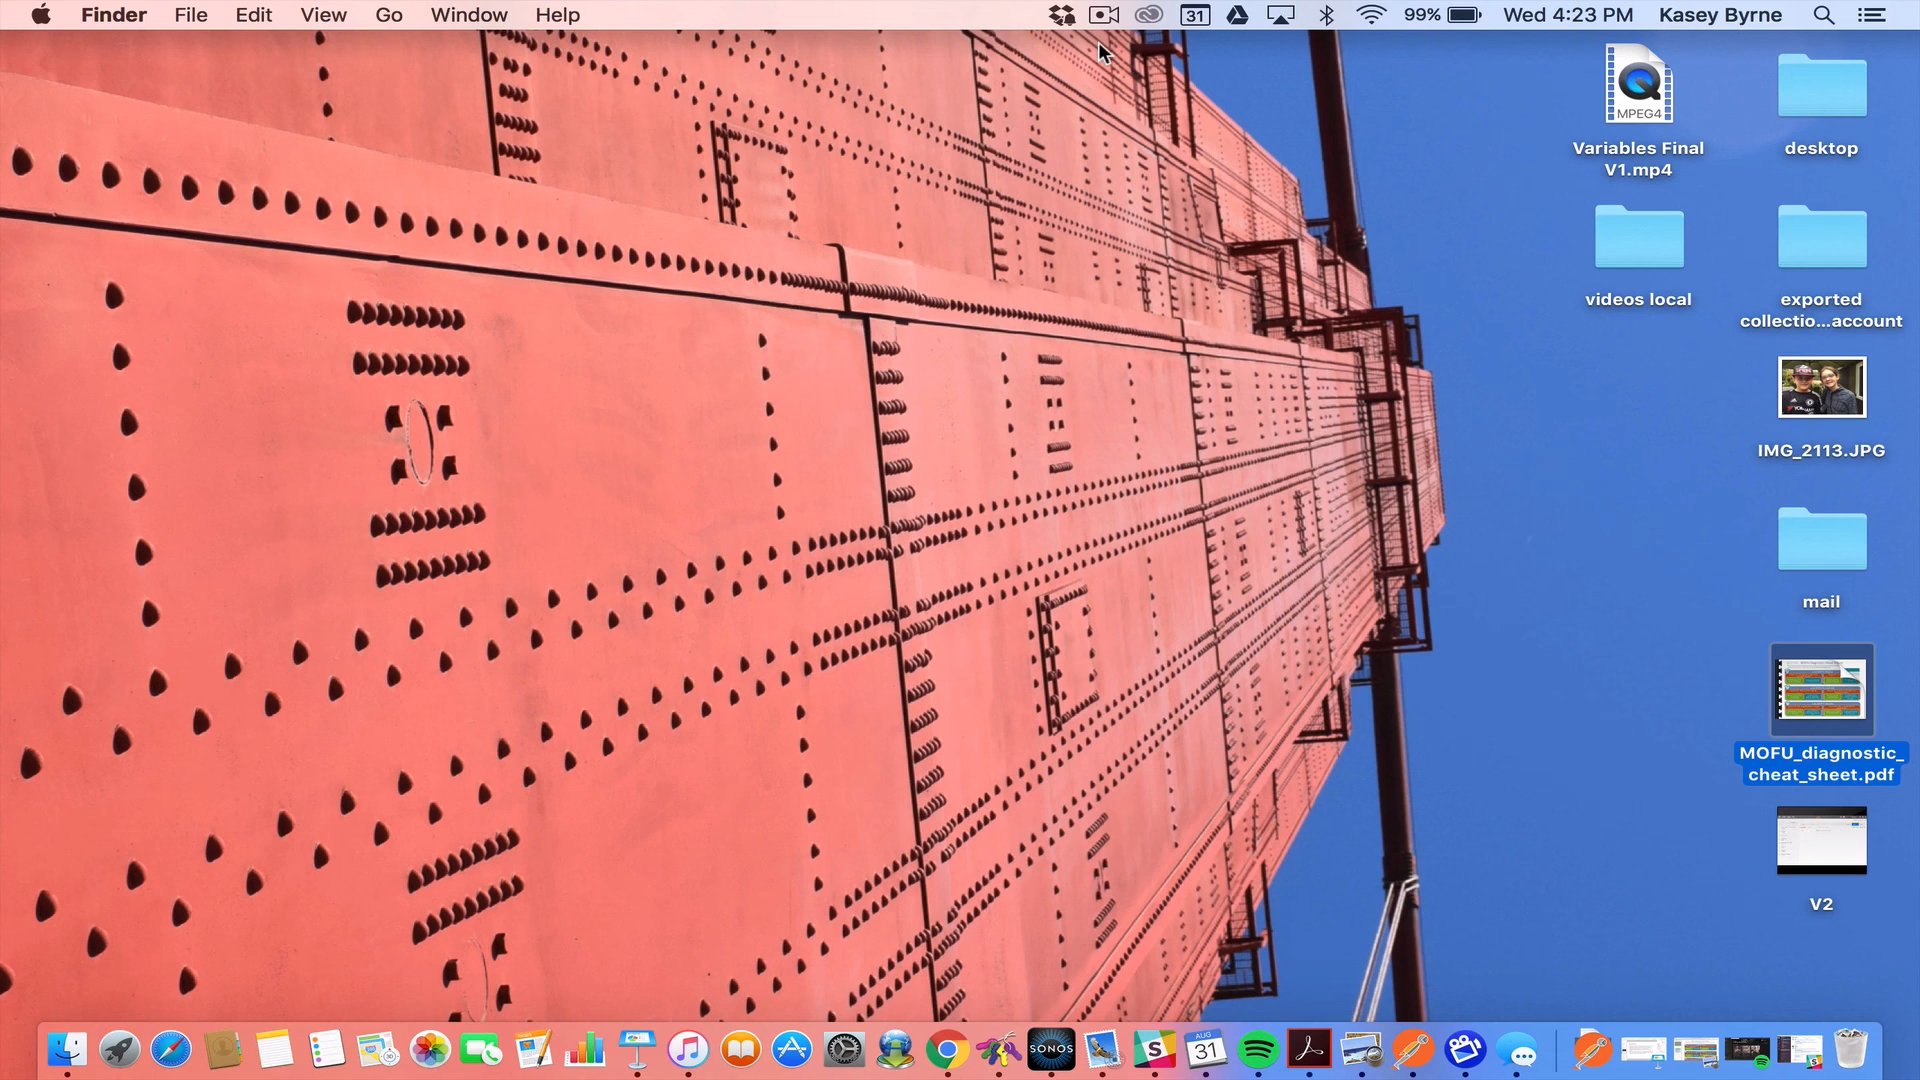 Finder File Edit View Go Window Help 31 99% Wed 4:23 PM Kasey Byrne
MPEG4
Variables Final
V1.mp4
desktop
videos local
exported
collectio...account
IMG_2113.JPG
mail
MOFU_diagnostic_
cheat_sheet.pdf
V2
SONOS
AUG
31